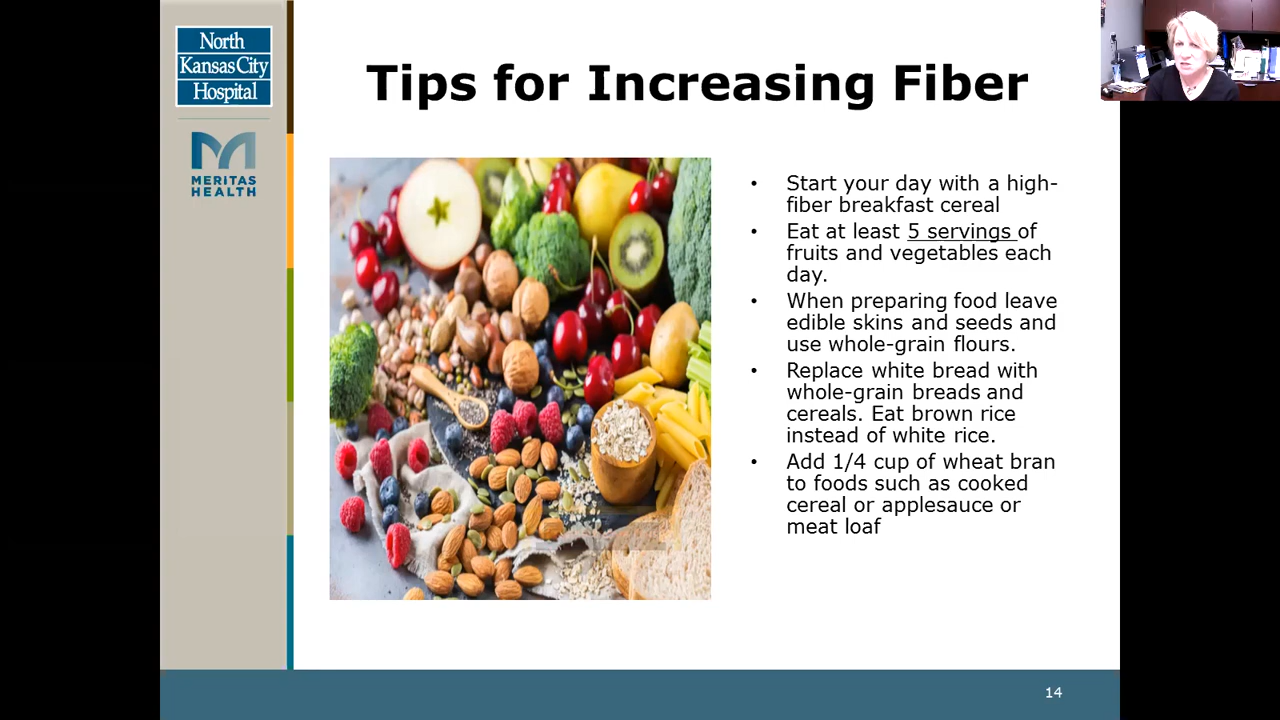 North
Kansas City
Hospital
MERITAS
HEALTH
Tips for Increasing Fiber
• Start your day with a high-
fiber breakfast cereal
• Eat at least 5 servings of
fruits and vegetables each
day.
• When preparing food leave
edible skins and seeds and
use whole-grain flours.
• Replace white bread with
whole-grain breads and
cereals. Eat brown rice
instead of white rice.
• Add 1/4 cup of wheat bran
to foods such as cooked
cereal or applesauce or
meat loaf
14